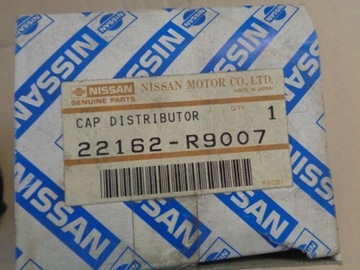 NISSAN
GENUINE PARTS
NISSAN MOTOR CO., LTD.
MADE IN JAPAN
CAP DISTRIBUTOR
QTY
1
22162-R9007
NISSAN
NISSAN
NISSAN
NISSAN
NISSAN